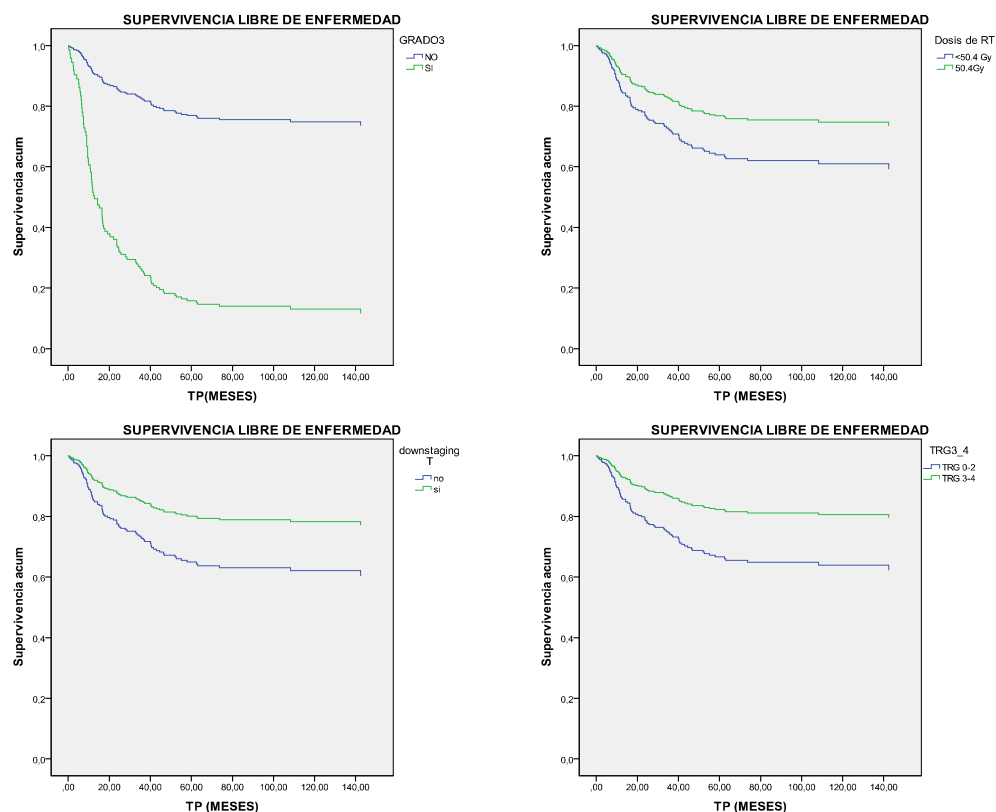 SUPERVIVENCIA LIBRE DE ENFERMEDAD
GRADO3
NO
SI
1,0
0,8
0,6
0,4
0,2
0,0
Supervivencia acum
,00 20,00 40,00 60,00 80,00 100,00 120,00 140,00
TP(MESES)
SUPERVIVENCIA LIBRE DE ENFERMEDAD
Dosis de RT
<50.4 Gy
50.4Gy
1,0
0,8
0,6
0,4
0,2
0,0
Supervivencia acum
,00 20,00 40,00 60,00 80,00 100,00 120,00 140,00
TP (MESES)
SUPERVIVENCIA LIBRE DE ENFERMEDAD
downstaging
T
no
si
1,0
0,8
0,6
0,4
0,2
0,0
Supervivencia acum
,00 20,00 40,00 60,00 80,00 100,00 120,00 140,00
TP (MESES)
SUPERVIVENCIA LIBRE DE ENFERMEDAD
TRG3_4
TRG 0-2
TRG 3-4
1,0
0,8
0,6
0,4
0,2
0,0
Supervivencia acum
,00 20,00 40,00 60,00 80,00 100,00 120,00 140,00
TP (MESES)